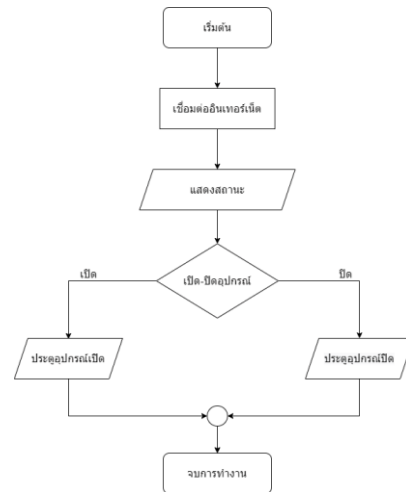 เริ่มต้น
เชื่อมต่ออินเทอร์เน็ต
แสดงสถานะ
เปิด-ปิดอุปกรณ์
เปิด
ปิด
ประตูอุปกรณ์เปิด
ประตูอุปกรณ์ปิด
จบการทำงาน